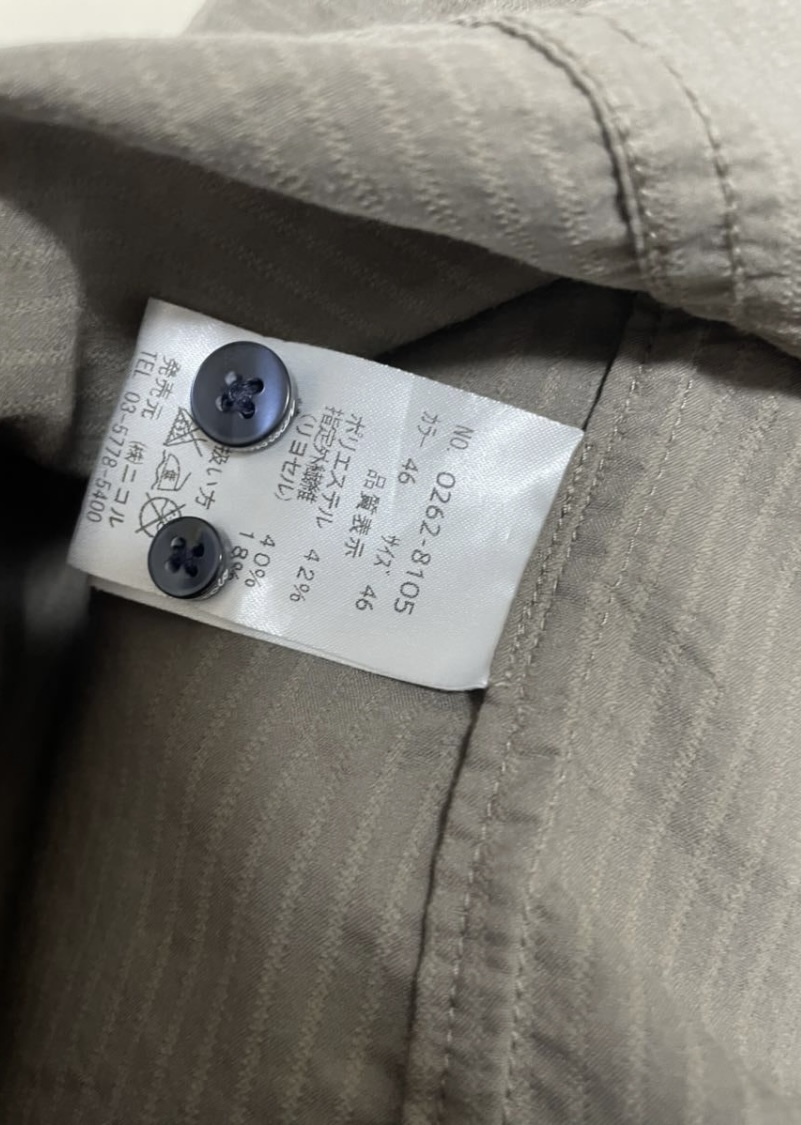 NO. 0262-8105
カラー 46 サイズ 46
品質表示
ポリエステル 42%
指定外繊維
(リヨセル) 40%
18%
扱い方
発売元 ㈱ニコル
TEL 03-5778-5400